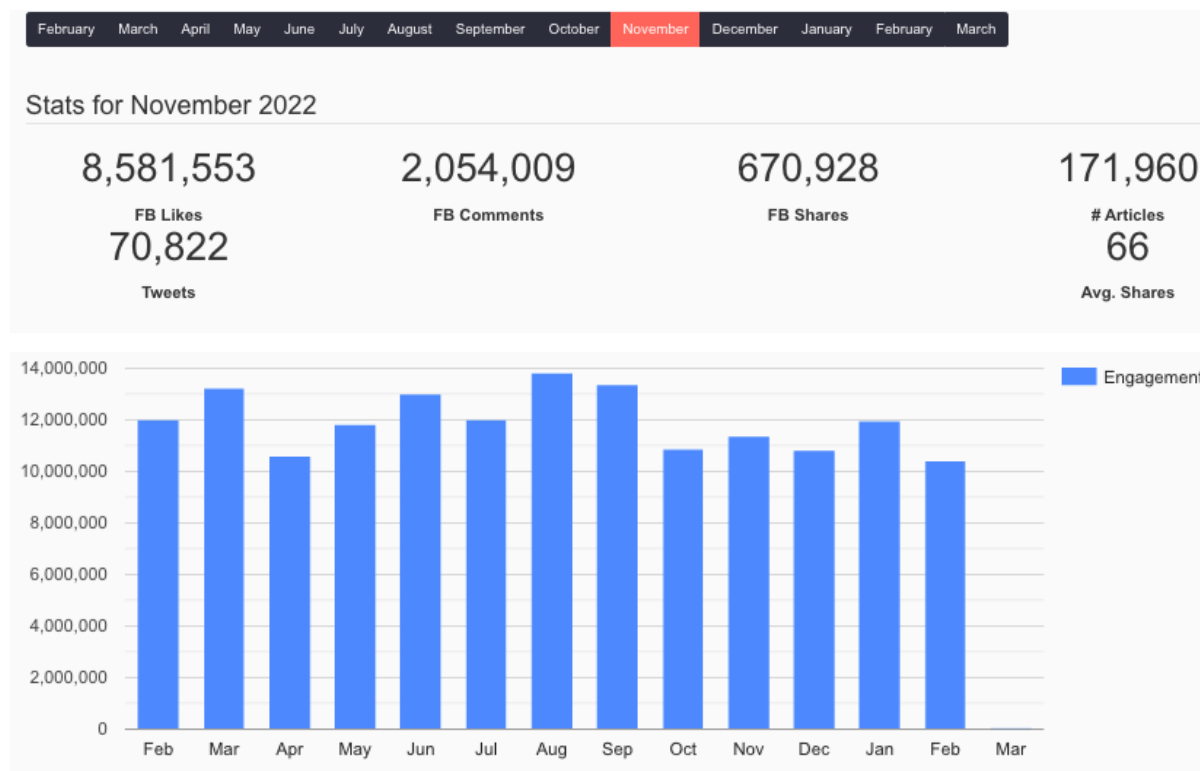 February March April May June July August September October November December January February March
Stats for November 2022
8,581,553 2,054,009 670,928 171,960
FB Likes FB Comments FB Shares # Articles
70,822 66
Tweets Avg. Shares
14,000,000
Engagement
12,000,000
10,000,000
8,000,000
6,000,000
4,000,000
2,000,000
0
Feb Mar Apr May Jun Jul Aug Sep Oct Nov Dec Jan Feb Mar